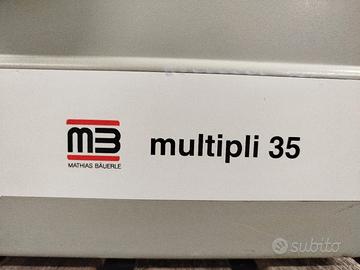 mB
MATHIAS BÄUERLE
multipli 35
subito